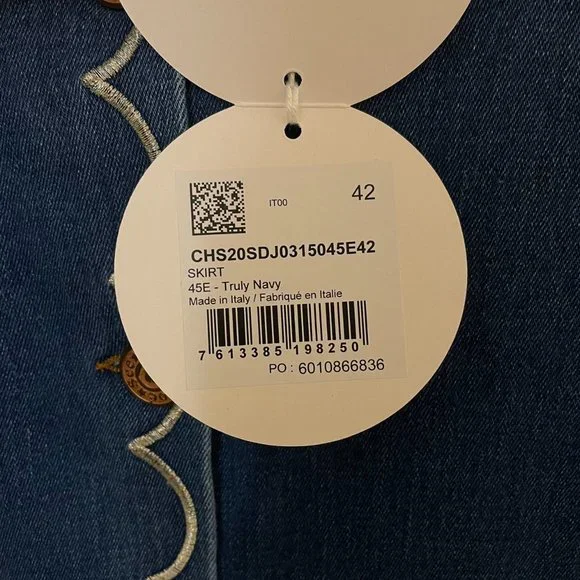 IT00
42
CHS20SDJ0315045E42
SKIRT
45E - Truly Navy
Made in Italy / Fabriqué en Italie
7 613385 198250
PO : 6010866836